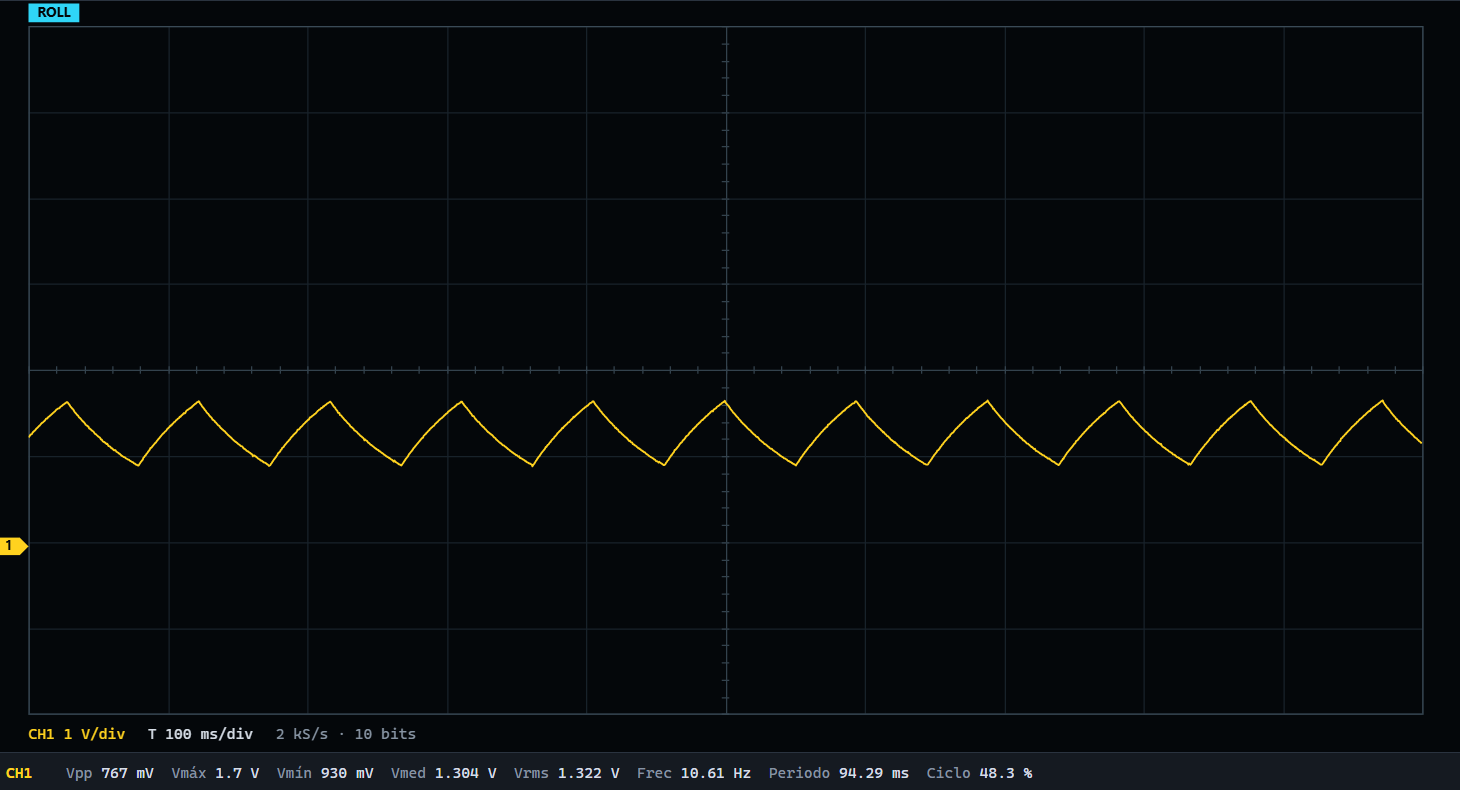 ROLL
1
CH1 1 V/div T 100 ms/div 2 kS/s · 10 bits
CH1 Vpp 767 mV Vmáx 1.7 V Vmín 930 mV Vmed 1.304 V Vrms 1.322 V Frec 10.61 Hz Periodo 94.29 ms Ciclo 48.3 %